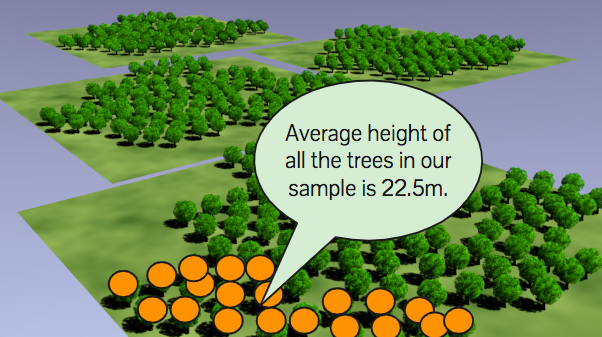 Average height of
all the trees in our
sample is 22.5m.